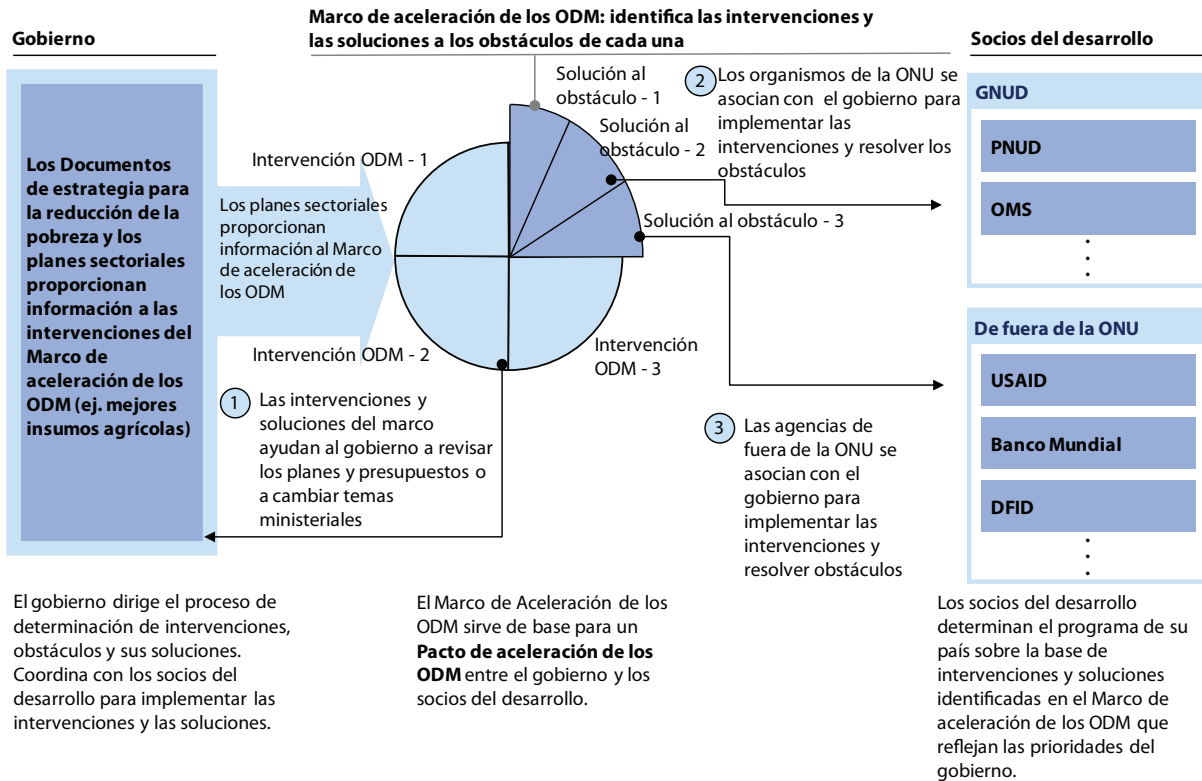 Gobierno
Marco de aceleración de los ODM: identifica las intervenciones y
las soluciones a los obstáculos de cada una
Socios del desarrollo
Los Documentos
de estrategia para
la reducción de la
pobreza y los
planes sectoriales
proporcionan
información a las
intervenciones del
Marco de
aceleración de los
ODM (ej. mejores
insumos agrícolas)
Los planes sectoriales
proporcionan
información al Marco
de aceleración de
los ODM
Intervención ODM - 1
Intervención ODM - 2
Intervención
ODM - 3
Solución al
obstáculo - 1
Solución al
obstáculo - 2
Solución al obstáculo - 3
1
Las intervenciones y
soluciones del marco
ayudan al gobierno a revisar
los planes y presupuestos o
a cambiar temas
ministeriales
2
Los organismos de la ONU se
asocian con el gobierno para
implementar las
intervenciones y resolver los
obstáculos
3
Las agencias de
fuera de la ONU se
asocian con el
gobierno para
implementar las
intervenciones y
resolver obstáculos
GNUD
PNUD
OMS
De fuera de la ONU
USAID
Banco Mundial
DFID
El gobierno dirige el proceso de
determinación de intervenciones,
obstáculos y sus soluciones.
Coordina con los socios del
desarrollo para implementar las
intervenciones y las soluciones.
El Marco de Aceleración de los
ODM sirve de base para un
Pacto de aceleración de los
ODM entre el gobierno y los
socios del desarrollo.
Los socios del desarrollo
determinan el programa de su
país sobre la base de
intervenciones y soluciones
identificadas en el Marco de
aceleración de los ODM que
reflejan las prioridades del
gobierno.